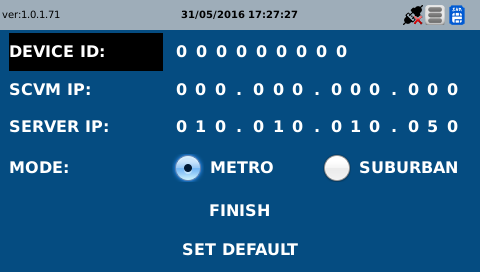 ver:1.0.1.71 31/05/2016 17:27:27
DEVICE ID: 0 0 0 0 0 0 0 0 0
SCVM IP: 0 0 0 . 0 0 0 . 0 0 0 . 0 0 0
SERVER IP: 0 1 0 . 0 1 0 . 0 1 0 . 0 5 0
MODE: METRO SUBURBAN
FINISH
SET DEFAULT